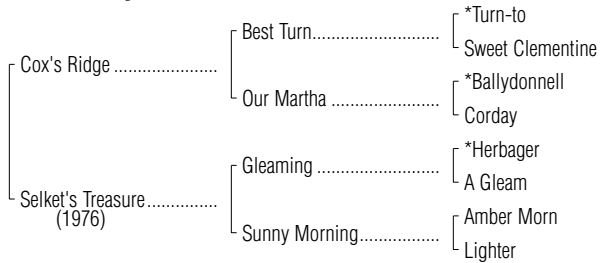 *Turn-to
Best Turn
Sweet Clementine
Cox's Ridge
*Ballydonnell
Our Martha
Corday
*Herbager
Gleaming
A Gleam
Selket's Treasure
(1976)
Amber Morn
Sunny Morning
Lighter